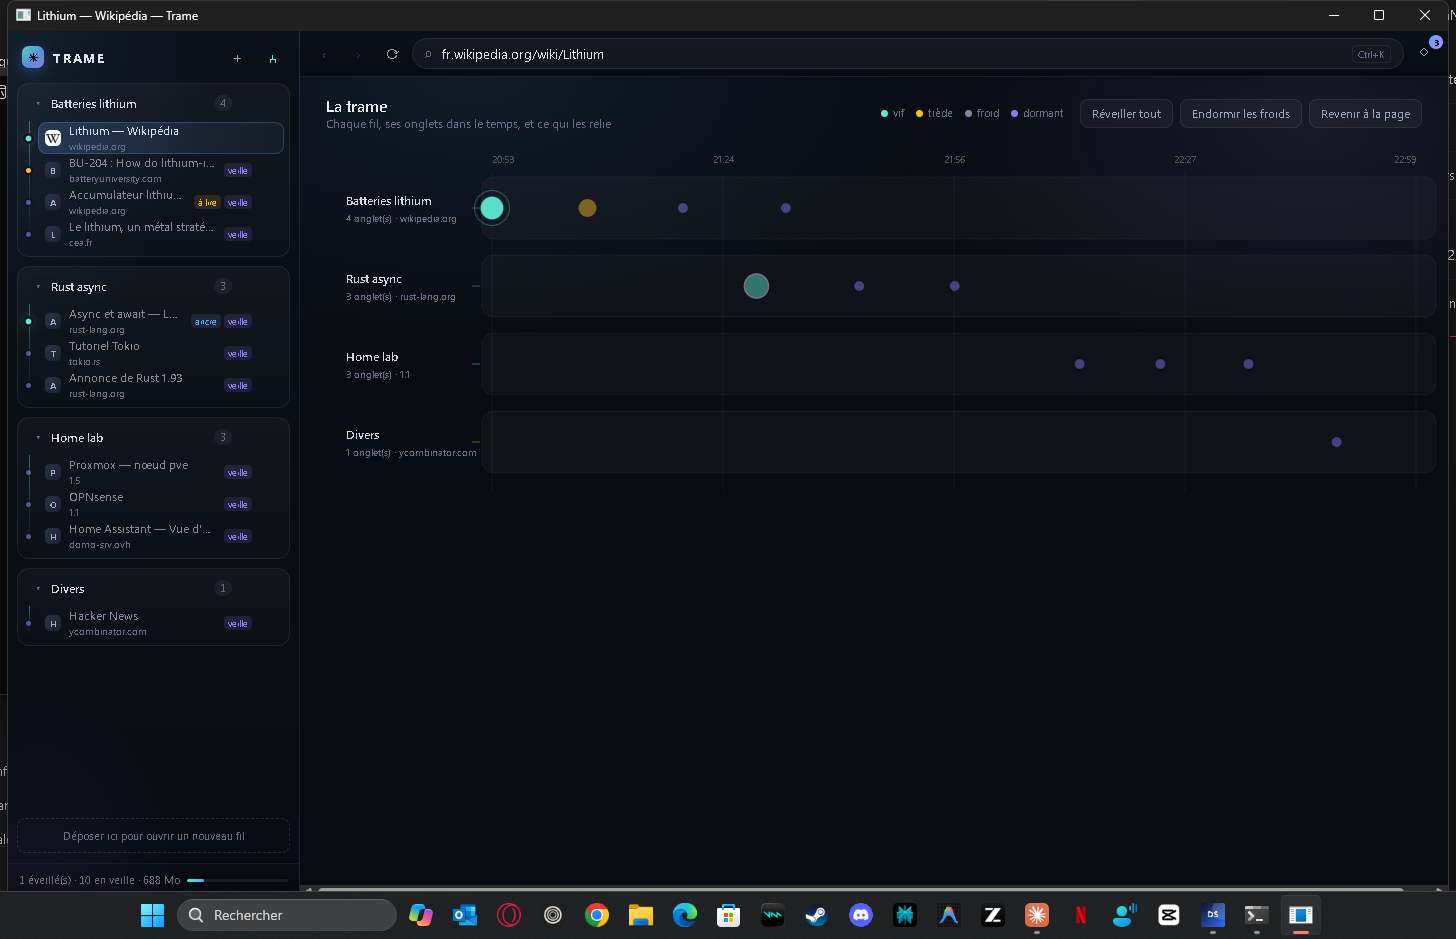 Lithium — Wikipédia — Trame
TRAME
fr.wikipedia.org/wiki/Lithium
Ctrl+K
3
Batteries lithium
4
W
Lithium — Wikipédia
wikipedia.org
B
BU-204 : How do lithium-i...
veille
batteryuniversity.com
A
Accumulateur lithiu...
à lire
veille
wikipedia.org
L
Le lithium, un métal straté...
veille
cea.fr
Rust async
3
A
Async et await — L...
ancre
veille
rust-lang.org
T
Tutoriel Tokio
veille
tokio.rs
A
Annonce de Rust 1.93
veille
rust-lang.org
Home lab
3
P
Proxmox — nœud pve
veille
1.5
O
OPNsense
veille
1.1
H
Home Assistant — Vue d'...
veille
Divers
1
H
Hacker News
veille
ycombinator.com
Déposer ici pour ouvrir un nouveau fil
1 éveillé(s) · 10 en veille · 688 Mo
La trame
Chaque fil, ses onglets dans le temps, et ce qui les relie
vif
tiède
froid
dormant
Réveiller tout
Endormir les froids
Revenir à la page
20:53
21:24
21:56
22:27
22:59
Batteries lithium
4 onglet(s) · wikipedia.org
Rust async
3 onglet(s) · rust-lang.org
Home lab
3 onglet(s) · 1.1
Divers
1 onglet(s) · ycombinator.com
Rechercher
DS